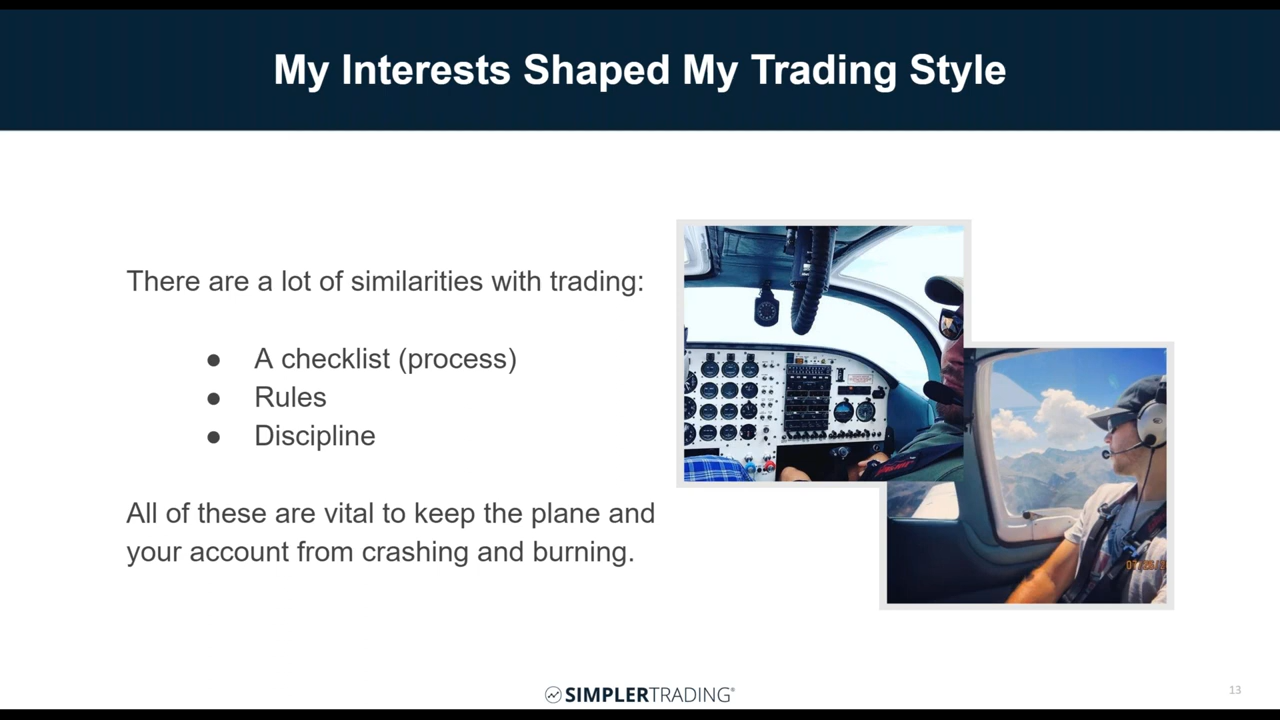 My Interests Shaped My Trading Style
There are a lot of similarities with trading:
● A checklist (process)
● Rules
● Discipline
All of these are vital to keep the plane and
your account from crashing and burning.
SIMPLERTRADING®
13